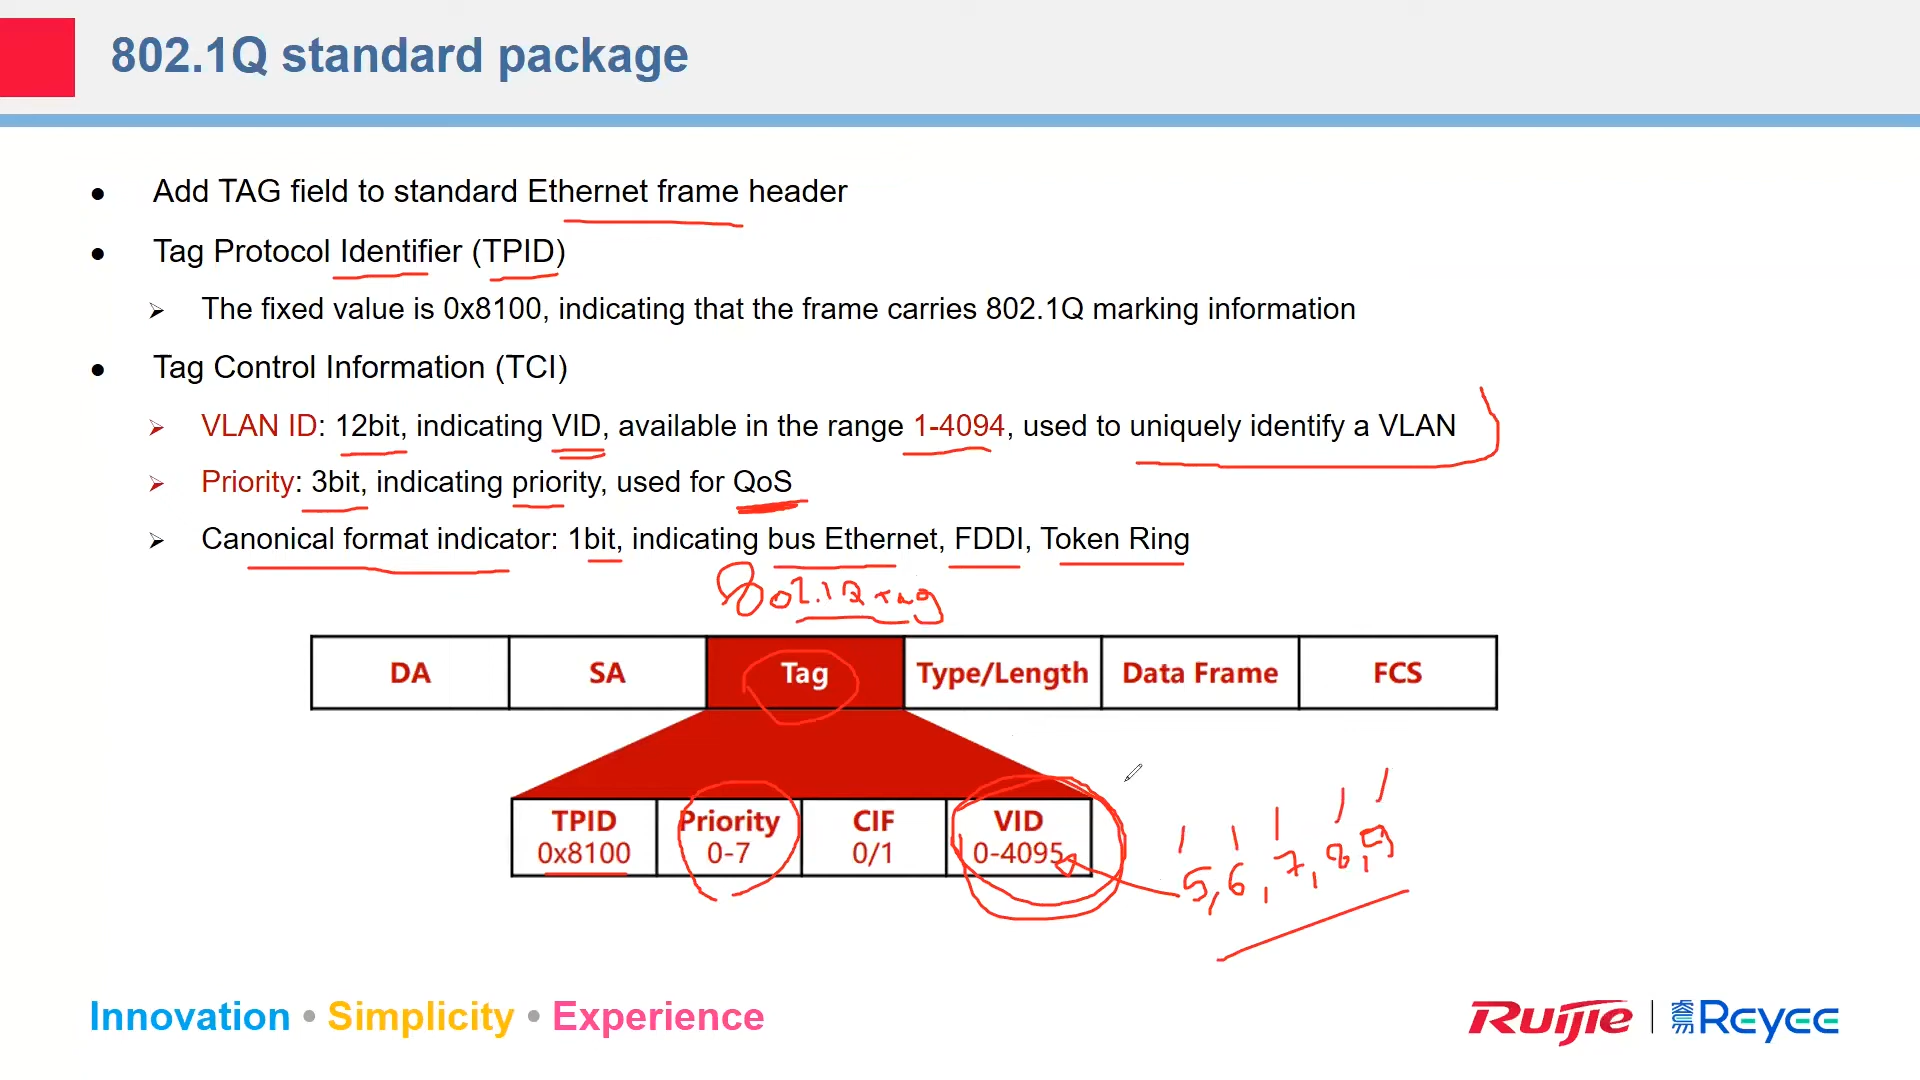 802.1Q standard package
● Add TAG field to standard Ethernet frame header
● Tag Protocol Identifier (TPID)
➢ The fixed value is 0x8100, indicating that the frame carries 802.1Q marking information
● Tag Control Information (TCI)
➢ VLAN ID: 12bit, indicating VID, available in the range 1-4094, used to uniquely identify a VLAN
➢ Priority: 3bit, indicating priority, used for QoS
➢ Canonical format indicator: 1bit, indicating bus Ethernet, FDDI, Token Ring
802.1Q tag
DA SA Tag Type/Length Data Frame FCS
TPID Priority CIF VID
0x8100 0-7 0/1 0-4095
5, 6, 7, 8, 9
Innovation • Simplicity • Experience
Ruijie | 睿易 Reyee